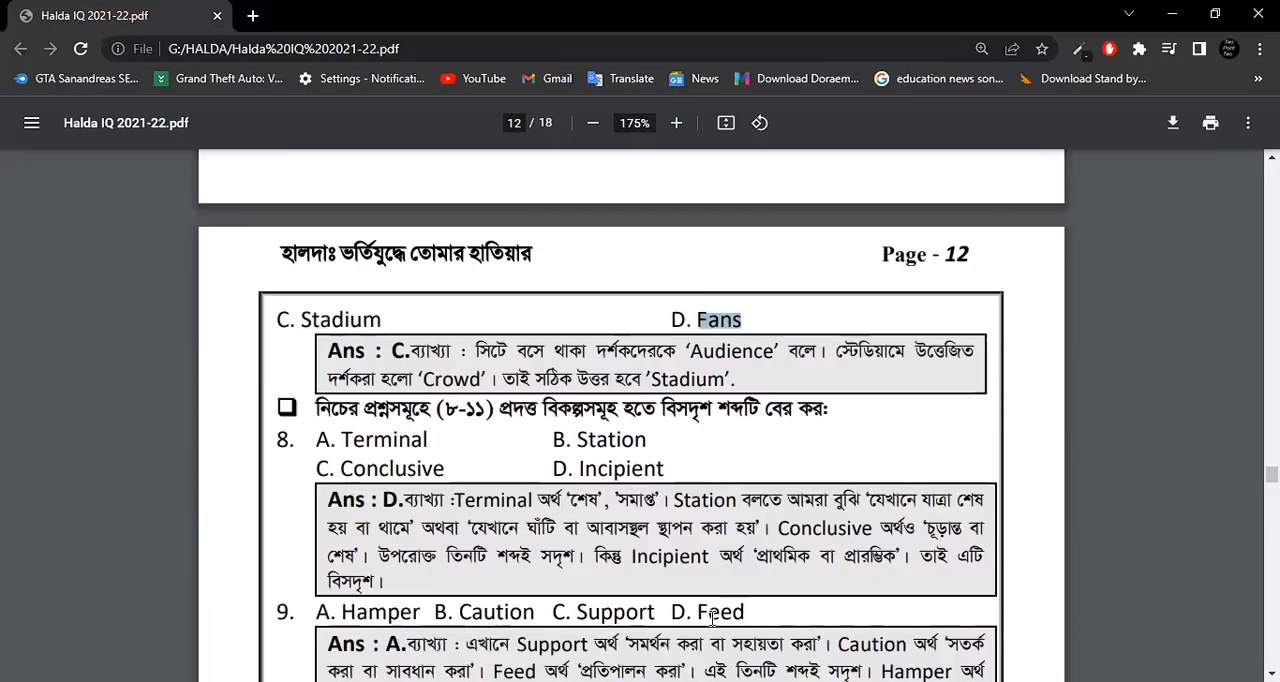 Halda IQ 2021-22.pdf
File G:/HALDA/Halda%20IQ%202021-22.pdf
GTA Sanandreas SE... Grand Theft Auto: V... Settings - Notificati... YouTube Gmail Translate News Download Doraem... education news son... Download Stand by... »
Halda IQ 2021-22.pdf 12 / 18 175%
হালদাঃ ভর্তিযুদ্ধে তোমার হাতিয়ার Page - 12
C. Stadium D. Fans
Ans : C.ব্যাখ্যা : সিটে বসে থাকা দর্শকদেরকে ‘Audience’ বলে। স্টেডিয়ামে উত্তেজিত
দর্শকরা হলো ‘Crowd’। তাই সঠিক উত্তর হবে ’Stadium’.
নিচের প্রশ্নসমূহে (৮-১১) প্রদত্ত বিকল্পসমূহ হতে বিসদৃশ শব্দটি বের কর:
8. A. Terminal B. Station
C. Conclusive D. Incipient
Ans : D.ব্যাখ্যা :Terminal অর্থ ‘শেষ’, ’সমাপ্ত’। Station বলতে আমরা বুঝি ‘যেখানে যাত্রা শেষ
হয় বা থামে’ অথবা ‘যেখানে ঘাঁটি বা আবাসস্থল স্থাপন করা হয়’। Conclusive অর্থও ‘চূড়ান্ত বা
শেষ’। উপরোক্ত তিনটি শব্দই সদৃশ। কিন্তু Incipient অর্থ ‘প্রাথমিক বা প্রারম্ভিক’। তাই এটি
বিসদৃশ।
9. A. Hamper B. Caution C. Support D. Feed
Ans : A.ব্যাখ্যা : এখানে Support অর্থ ‘সমর্থন করা বা সহায়তা করা’। Caution অর্থ ‘সতর্ক
করা বা সাবধান করা’। Feed অর্থ ‘প্রতিপালন করা’। এই তিনটি শব্দই সদৃশ। Hamper অর্থ